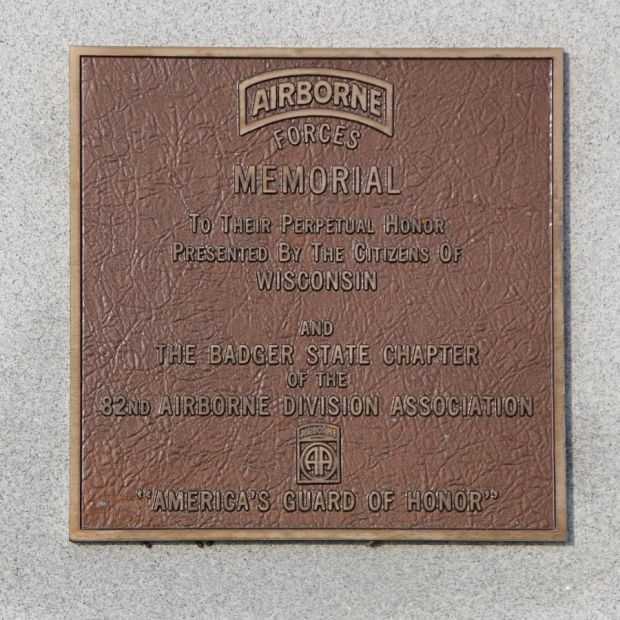 AIRBORNE
FORCES
MEMORIAL
TO THEIR PERPETUAL HONOR
PRESENTED BY THE CITIZENS OF
WISCONSIN
AND
THE BADGER STATE CHAPTER
OF THE
82ND AIRBORNE DIVISION ASSOCIATION
AIRBORNE
AA
"AMERICA'S GUARD OF HONOR"